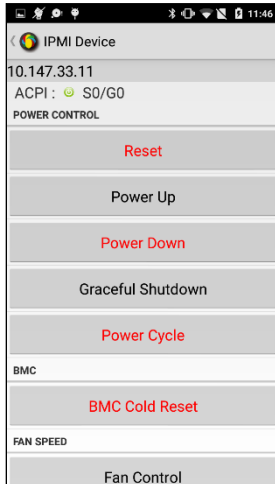 11:46
IPMI Device
10.147.33.11
ACPI : S0/G0
POWER CONTROL
Reset
Power Up
Power Down
Graceful Shutdown
Power Cycle
BMC
BMC Cold Reset
FAN SPEED
Fan Control